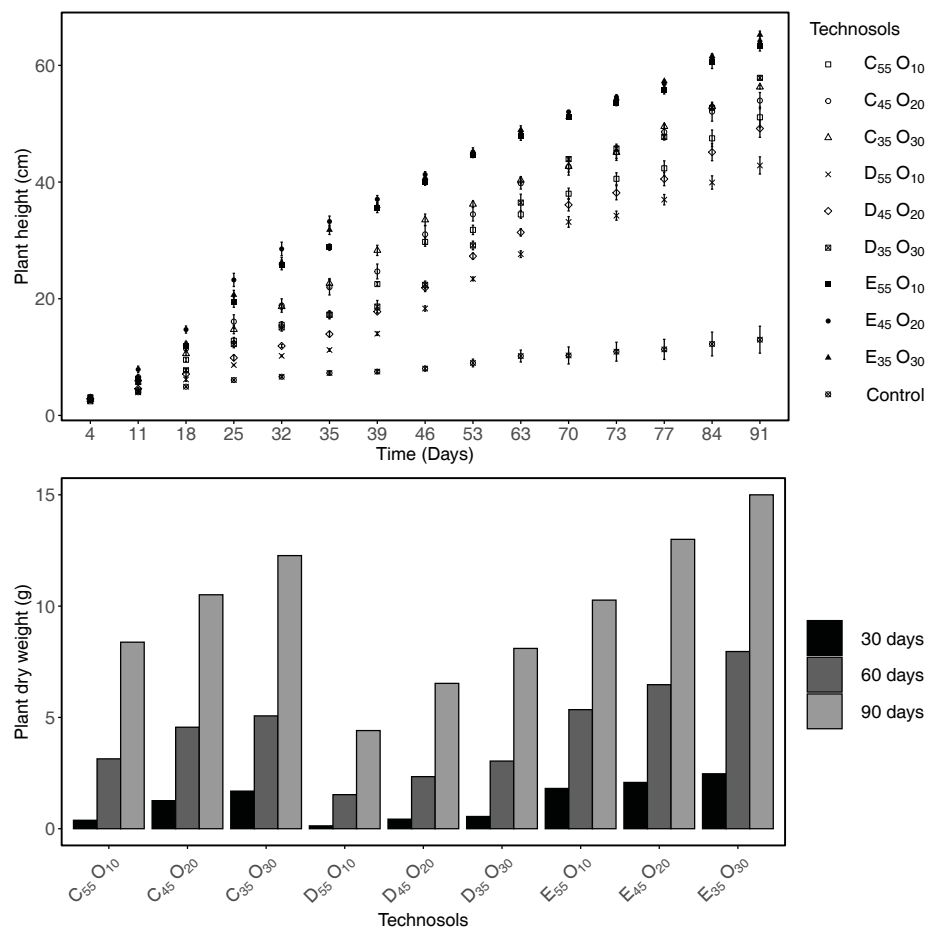 Technosols
C₅₅ O₁₀
C₄₅ O₂₀
C₃₅ O₃₀
D₅₅ O₁₀
D₄₅ O₂₀
D₃₅ O₃₀
E₅₅ O₁₀
E₄₅ O₂₀
E₃₅ O₃₀
Control
Plant height (cm)
60
40
20
0
4 11 18 25 32 35 39 46 53 63 70 73 77 84 91
Time (Days)
Plant dry weight (g)
15
10
5
0
30 days
60 days
90 days
C₅₅ O₁₀ C₄₅ O₂₀ C₃₅ O₃₀ D₅₅ O₁₀ D₄₅ O₂₀ D₃₅ O₃₀ E₅₅ O₁₀ E₄₅ O₂₀ E₃₅ O₃₀
Technosols